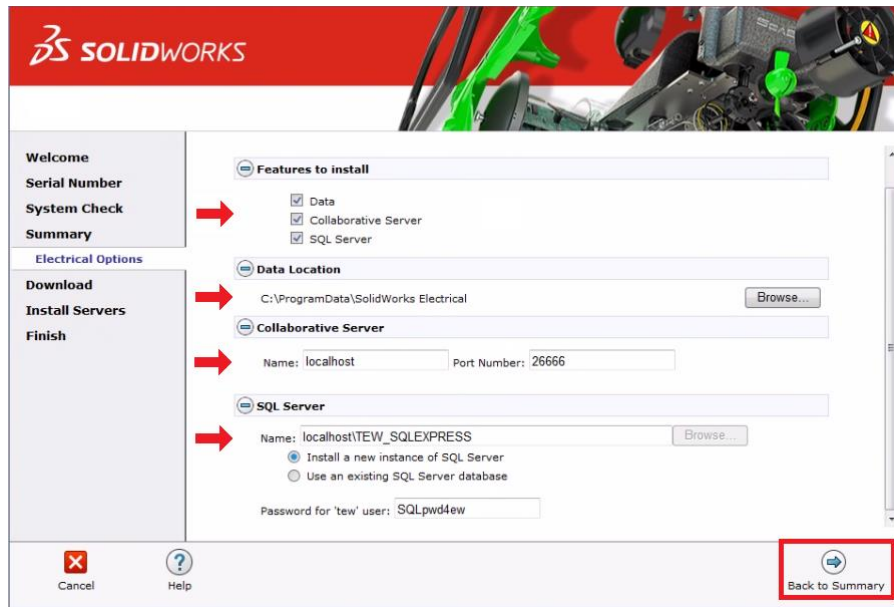 SOLIDWORKS
Welcome
Serial Number
System Check
Summary
Electrical Options
Download
Install Servers
Finish
Features to install
Data
Collaborative Server
SQL Server
Data Location
C:\ProgramData\SolidWorks Electrical
Browse...
Collaborative Server
Name: localhost Port Number: 26666
SQL Server
Name: localhost\TEW_SQLEXPRESS Browse...
Install a new instance of SQL Server
Use an existing SQL Server database
Password for 'tew' user: SQLpwd4ew
Cancel
Help
Back to Summary